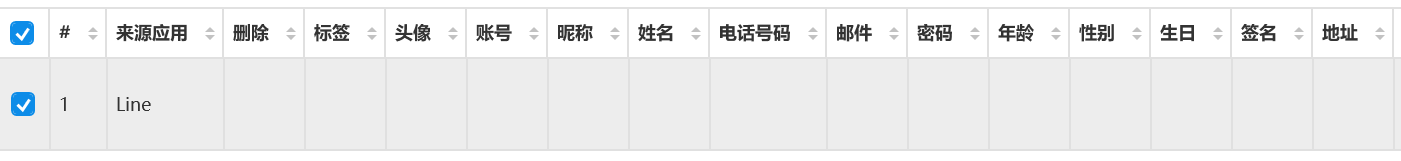 # 来源应用 删除 标签 头像 账号 昵称 姓名 电话号码 邮件 密码 年龄 性别 生日 签名 地址
1 Line